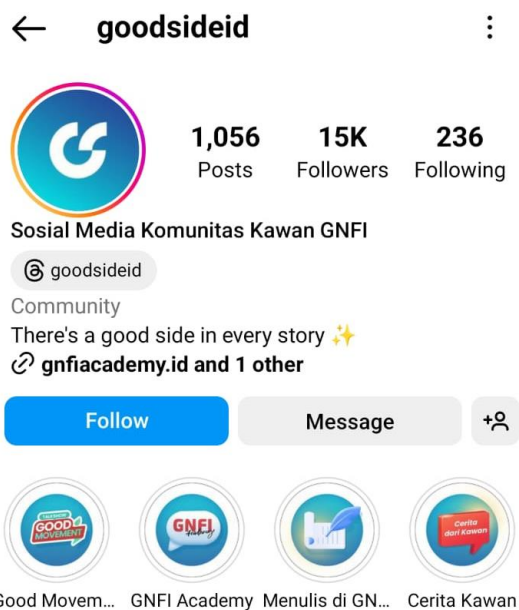 goodsideid
1,056 15K 236
Posts Followers Following
Sosial Media Komunitas Kawan GNFI
goodsideid
Community
There's a good side in every story ✨
gnfiacademy.id and 1 other
Follow Message
TALKSHOW
GOOD
MOVEMENT
GNFI
Academy
Cerita
dari Kawan
Good Movem... GNFI Academy Menulis di GN... Cerita Kawan